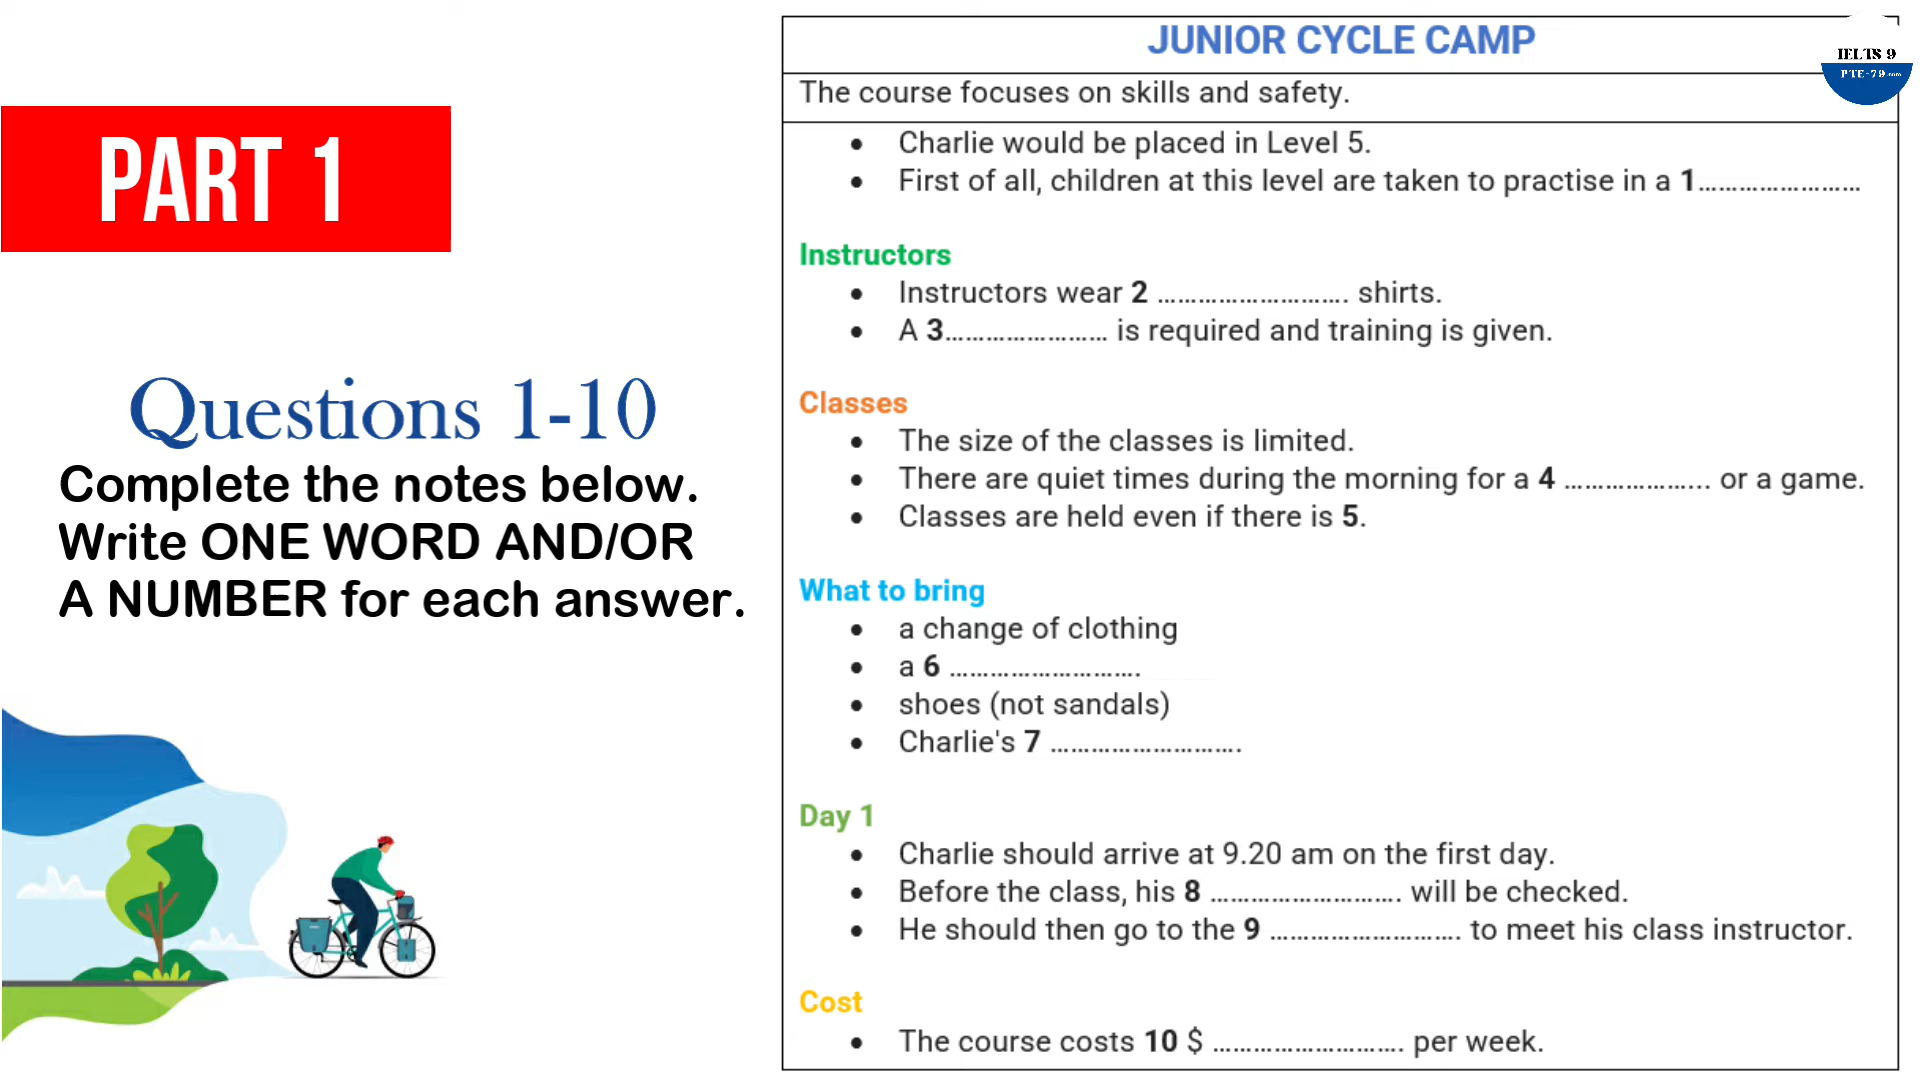 PART 1
Questions 1-10
Complete the notes below.
Write ONE WORD AND/OR
A NUMBER for each answer.
JUNIOR CYCLE CAMP
The course focuses on skills and safety.
• Charlie would be placed in Level 5.
• First of all, children at this level are taken to practise in a 1......................
Instructors
• Instructors wear 2 .......................... shirts.
• A 3...................... is required and training is given.
Classes
• The size of the classes is limited.
• There are quiet times during the morning for a 4 .................... or a game.
• Classes are held even if there is 5.
What to bring
• a change of clothing
• a 6 ..........................
• shoes (not sandals)
• Charlie's 7 ..........................
Day 1
• Charlie should arrive at 9.20 am on the first day.
• Before the class, his 8 .......................... will be checked.
• He should then go to the 9 .......................... to meet his class instructor.
Cost
• The course costs 10 $ .......................... per week.
IELTS 9
PTE-79.com